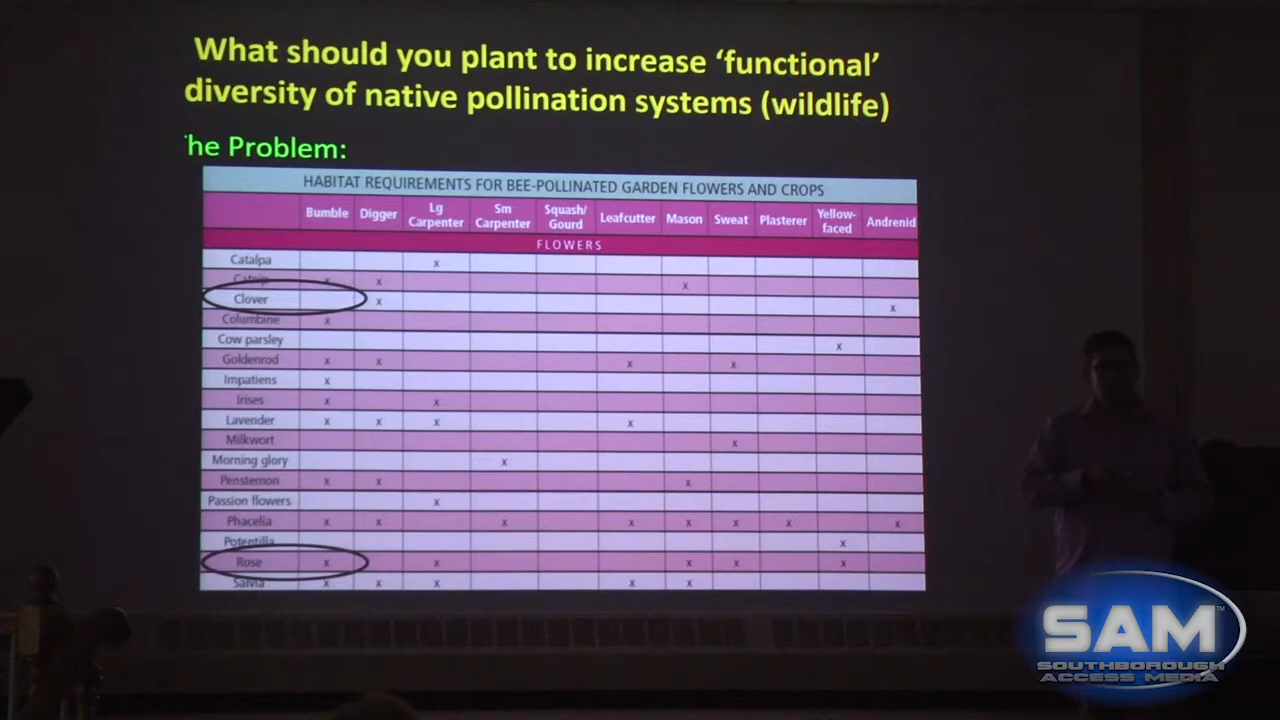 What should you plant to increase ‘functional’
diversity of native pollination systems (wildlife)
he Problem:
HABITAT REQUIREMENTS FOR BEE-POLLINATED GARDEN FLOWERS AND CROPS
Bumble Digger Lg Carpenter Sm Carpenter Squash/ Gourd Leafcutter Mason Sweat Plasterer Yellow-faced Andrenid
FLOWERS
Catalpa x
Catnip x x x
Clover x x
Columbine x
Cow parsley x
Goldenrod x x x x
Impatiens x
Irises x x
Lavender x x x x
Milkwort x
Morning glory x
Penstemon x x x
Passion flowers x
Phacelia x x x x x x x x
Potentilla x
Rose x x x x x
Salvia x x x x x
SAM™
SOUTHBOROUGH
ACCESS MEDIA